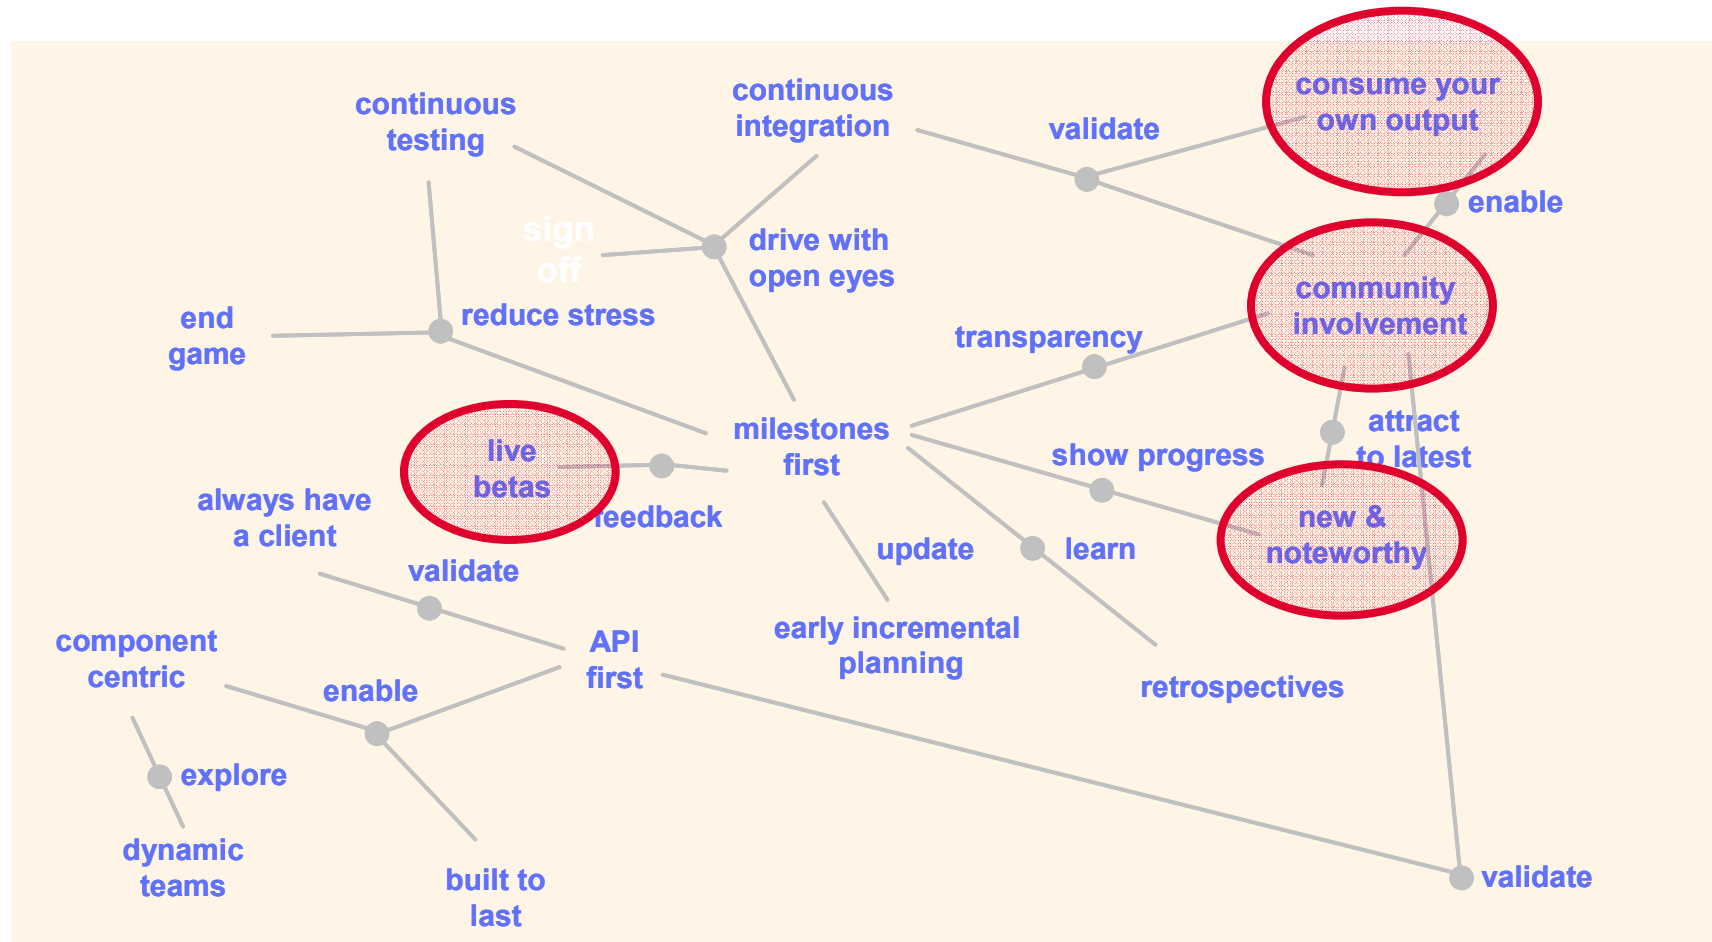 consume your
own output
continuous
integration
continuous
testing
validate
enable
sign
off
drive with
open eyes
community
involvement
end
game
reduce stress
transparency
milestones
first
attract
to latest
live
betas
show progress
always have
a client
feedback
new &
noteworthy
update
learn
validate
early incremental
planning
API
first
component
centric
enable
retrospectives
explore
dynamic
teams
built to
last
validate